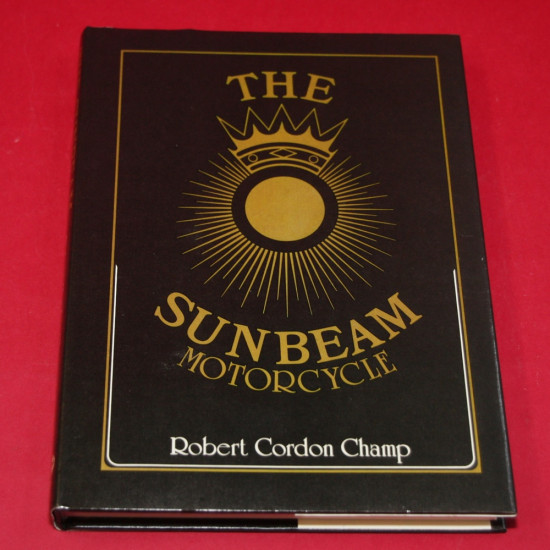 THE
SUNBEAM
MOTORCYCLE
Robert Cordon Champ